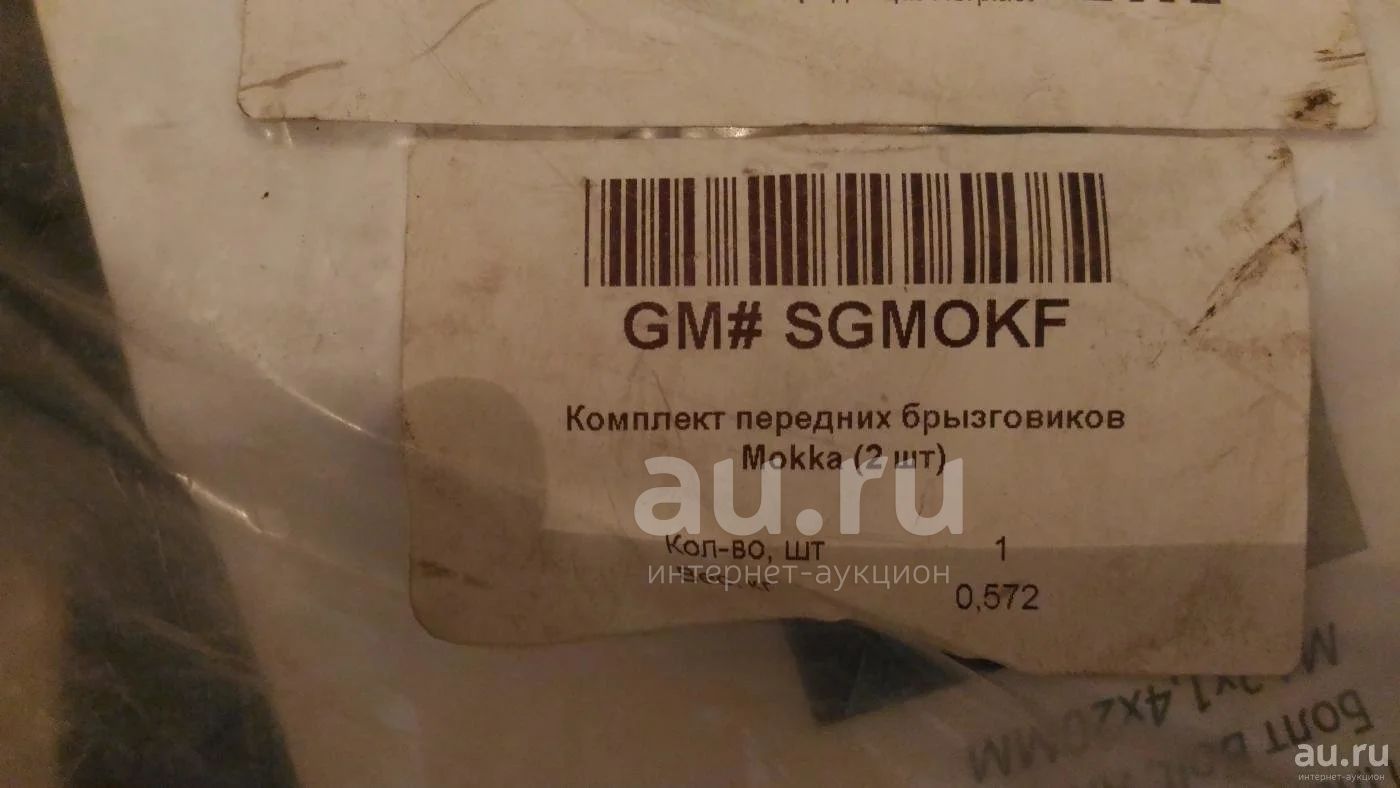 GM# SGMOKF
Комплект передних брызговиков
Mokka (2 шт)
au.ru
Кол-во, шт 1
интернет-аукцион
0,572
БОЛТ
au.ru
интернет-аукцион